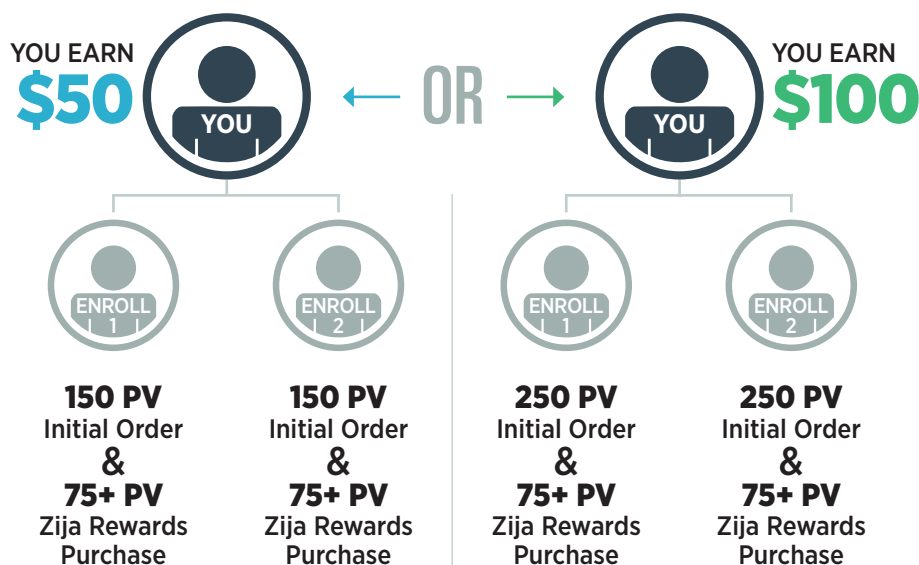 YOU EARN
$50
YOU
OR
YOU
YOU EARN
$100
ENROLL
1
ENROLL
2
ENROLL
1
ENROLL
2
150 PV
Initial Order
&
75+ PV
Zija Rewards
Purchase
150 PV
Initial Order
&
75+ PV
Zija Rewards
Purchase
250 PV
Initial Order
&
75+ PV
Zija Rewards
Purchase
250 PV
Initial Order
&
75+ PV
Zija Rewards
Purchase